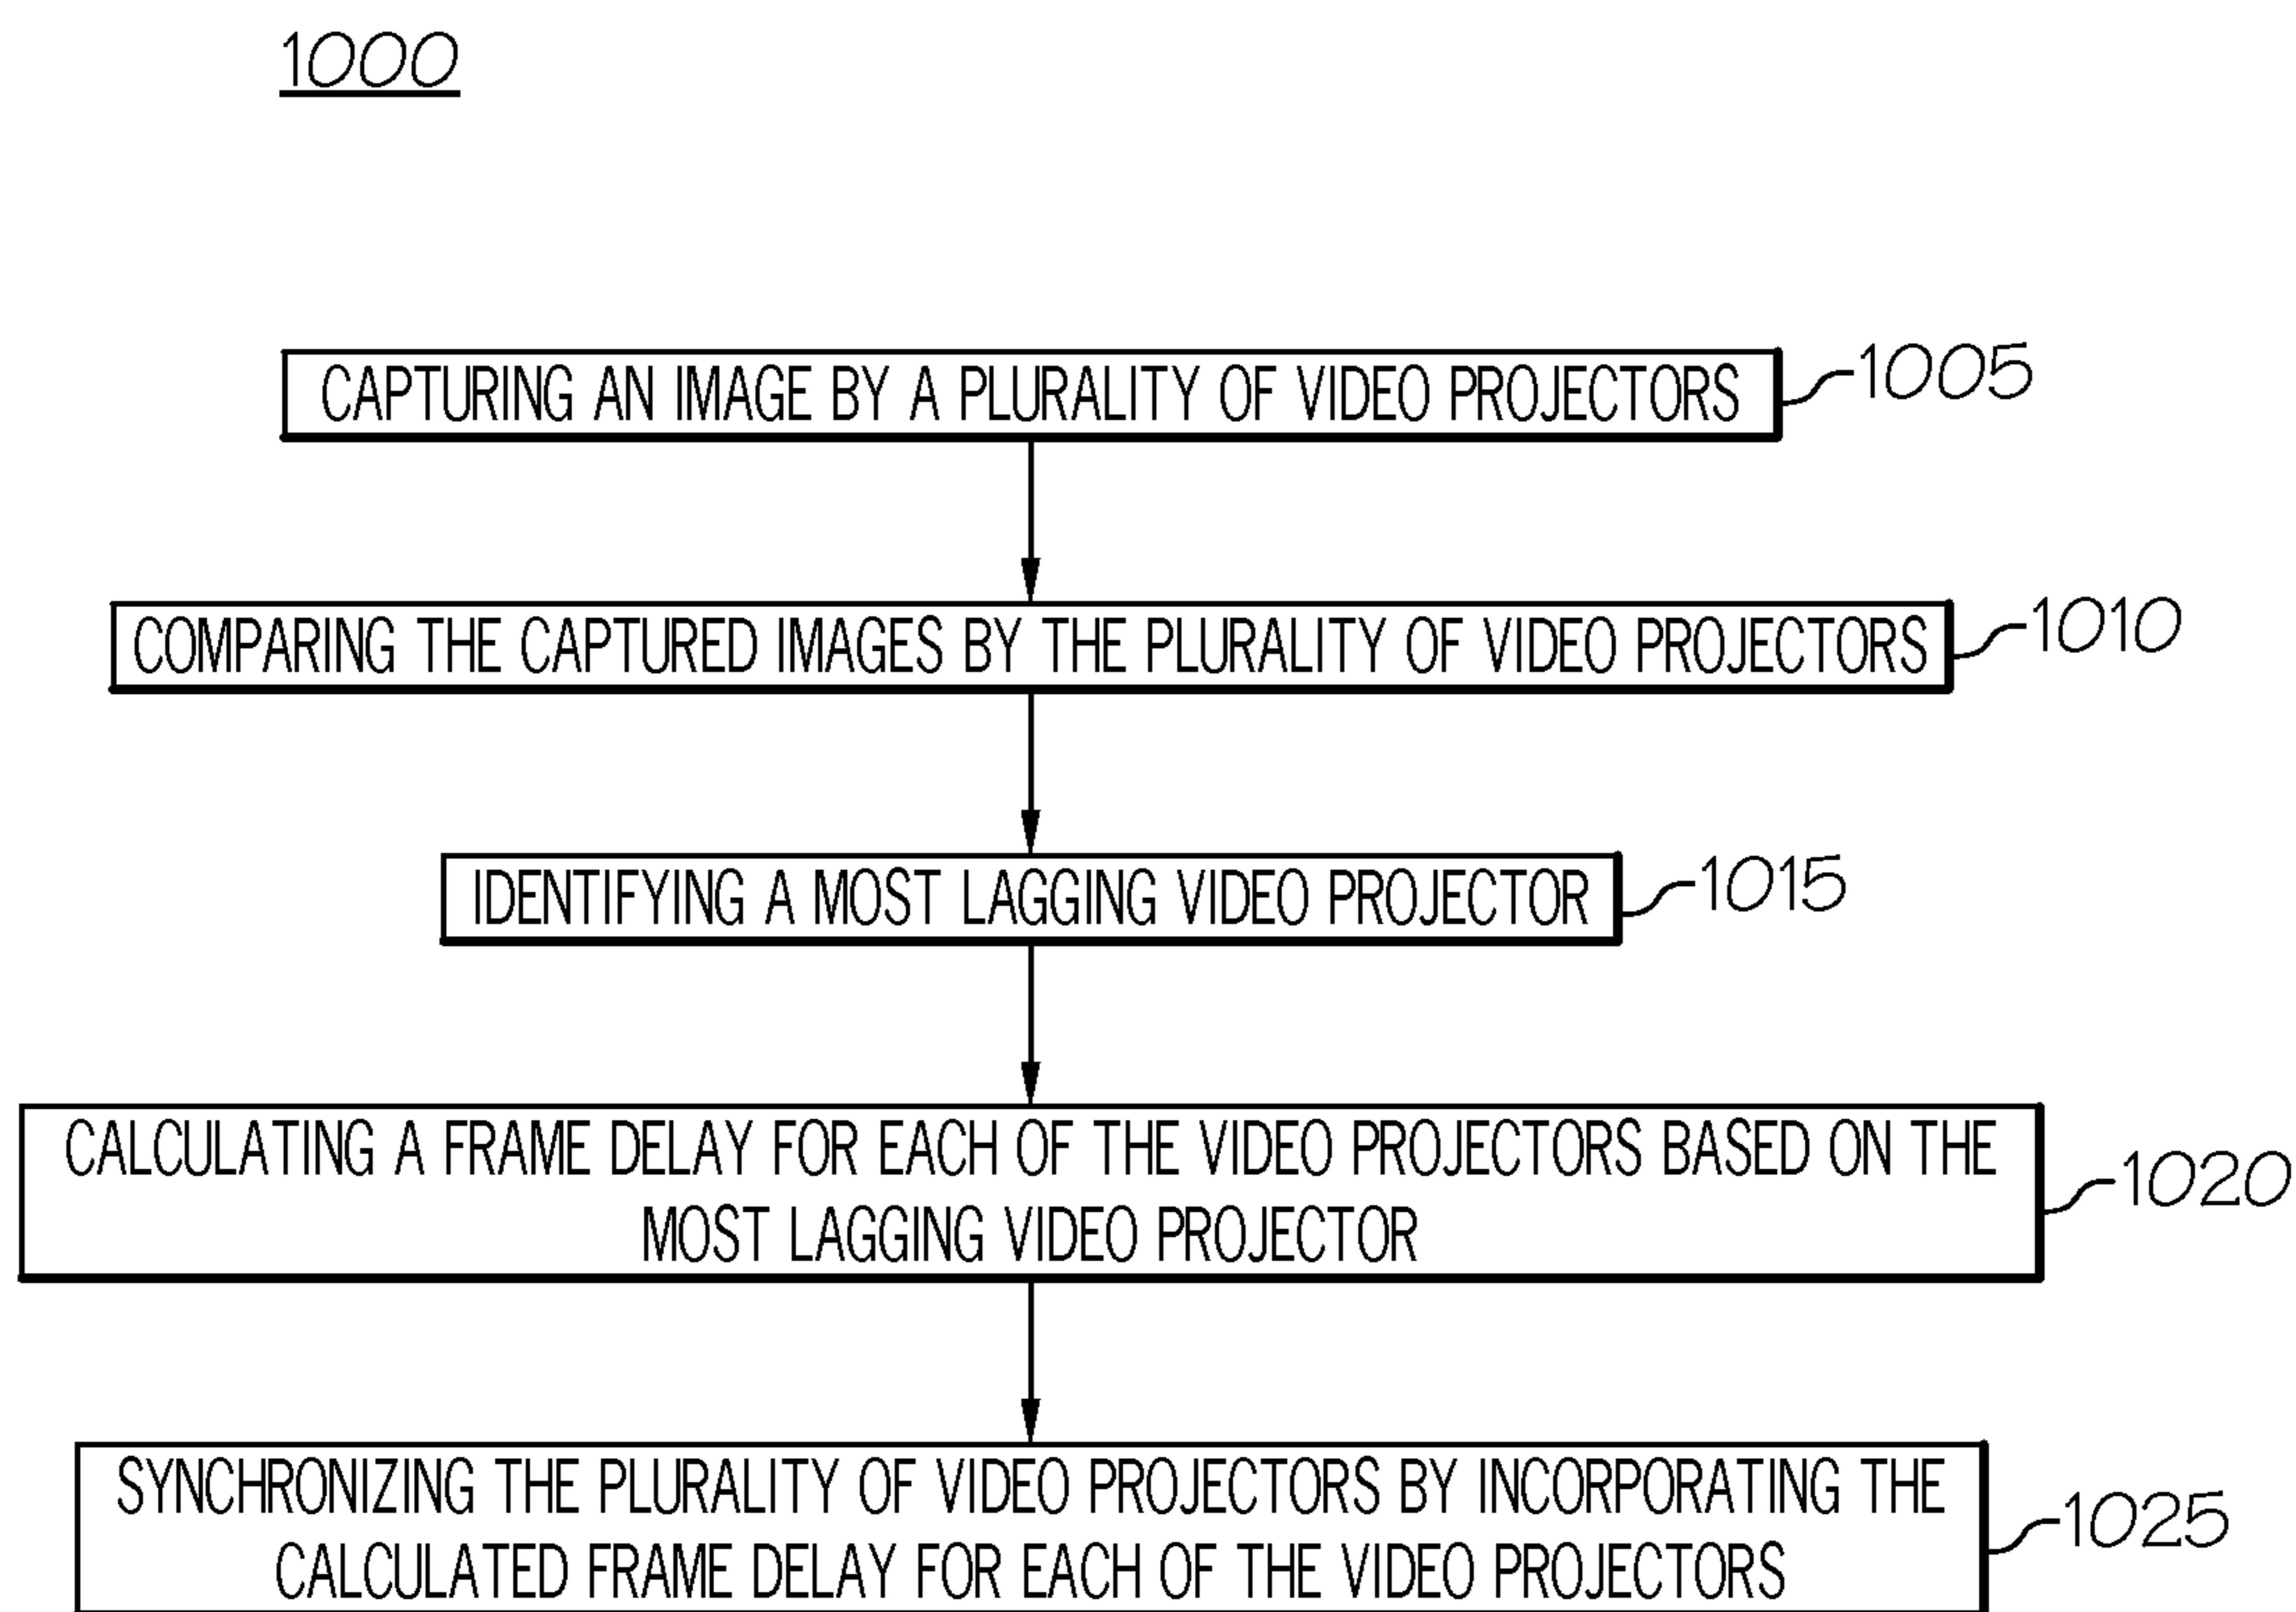 1000
CAPTURING AN IMAGE BY A PLURALITY OF VIDEO PROJECTORS
1005
COMPARING THE CAPTURED IMAGES BY THE PLURALITY OF VIDEO PROJECTORS
1010
IDENTIFYING A MOST LAGGING VIDEO PROJECTOR
1015
CALCULATING A FRAME DELAY FOR EACH OF THE VIDEO PROJECTORS BASED ON THE
MOST LAGGING VIDEO PROJECTOR
1020
SYNCHRONIZING THE PLURALITY OF VIDEO PROJECTORS BY INCORPORATING THE
CALCULATED FRAME DELAY FOR EACH OF THE VIDEO PROJECTORS
1025